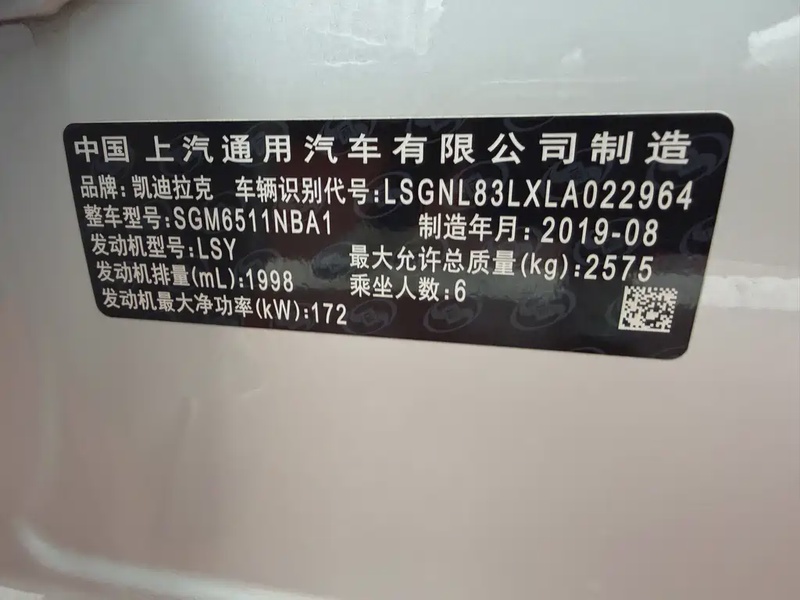 中国 上汽通用汽车有限公司制造
品牌:凯迪拉克 车辆识别代号:LSGNL83LXLA022964
整车型号:SGM6511NBA1 制造年月:2019-08
发动机型号:LSY 最大允许总质量(kg):2575
发动机排量(mL):1998 乘坐人数:6
发动机最大净功率(kW):172